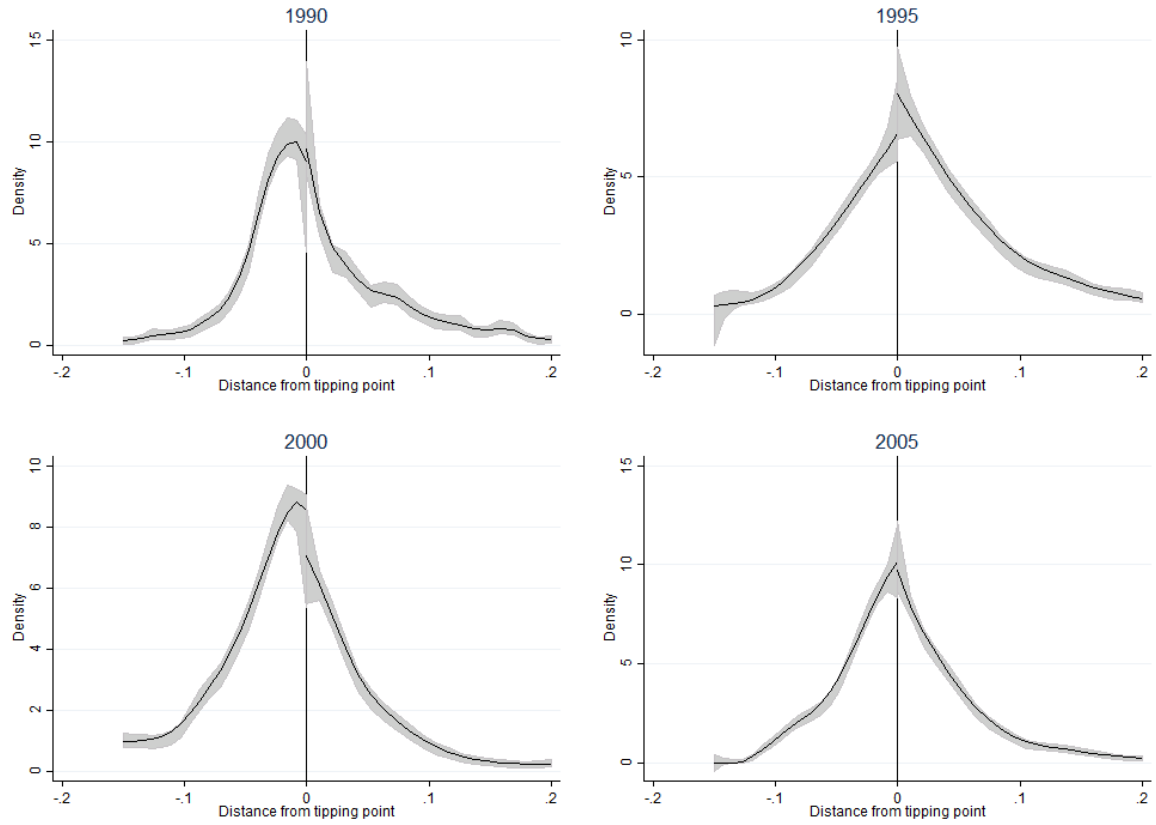 1990
15
10
5
0
Density
-.2 -.1 0 .1 .2
Distance from tipping point
1995
10
5
0
Density
-.2 -.1 0 .1 .2
Distance from tipping point
2000
10
8
6
4
2
0
Density
-.2 -.1 0 .1 .2
Distance from tipping point
2005
15
10
5
0
Density
-.2 -.1 0 .1 .2
Distance from tipping point